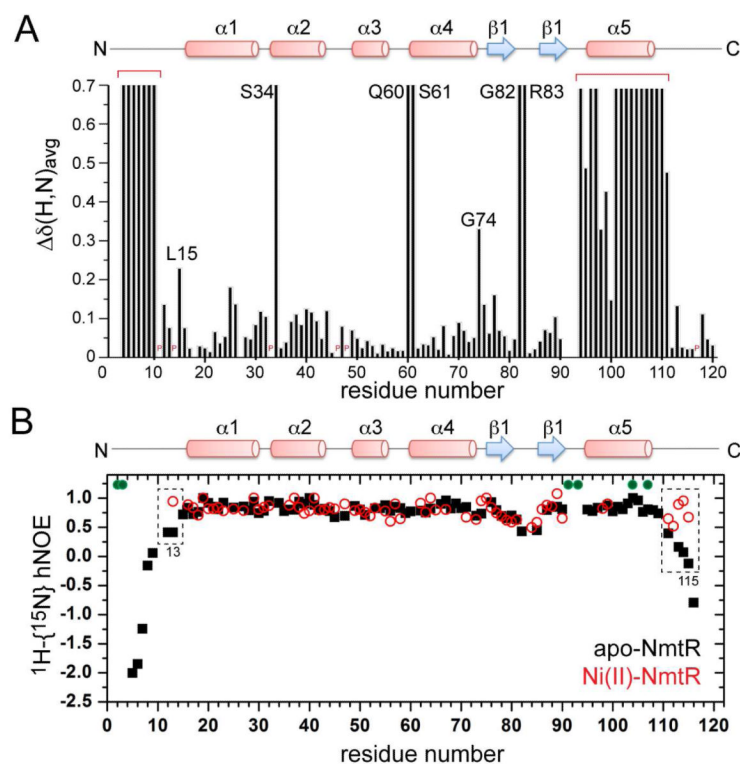 A
N α1 α2 α3 α4 β1 β1 α5 C
Δδ(H,N)avg
0.7
0.6
0.5
0.4
0.3
0.2
0.1
0
L15
S34
Q60
S61
G74
G82
R83
P P P P P P
0 10 20 30 40 50 60 70 80 90 100 110 120
residue number
B
N α1 α2 α3 α4 β1 β1 α5 C
¹H-{¹⁵N} hNOE
1.0
0.5
0.0
-0.5
-1.0
-1.5
-2.0
-2.5
13
115
apo-NmtR
Ni(II)-NmtR
0 10 20 30 40 50 60 70 80 90 100 110 120
residue number